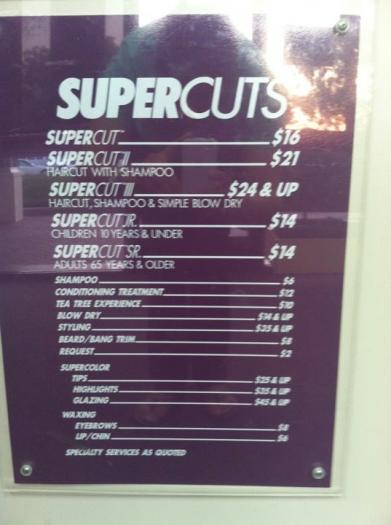 SUPERCUTS
SUPERCUT $16
SUPERCUT II $21
HAIRCUT WITH SHAMPOO
SUPERCUT III $24 & UP
HAIRCUT, SHAMPOO & SIMPLE BLOW DRY
SUPERCUT JR. $14
CHILDREN 10 YEARS & UNDER
SUPERCUT SR. $14
ADULTS 65 YEARS & OLDER
SHAMPOO $6
CONDITIONING TREATMENT $12
TEA TREE EXPERIENCE $10
BLOW DRY $14 & UP
STYLING $35 & UP
BEARD/BANG TRIM $8
REQUEST $2
SUPERCOLOR
TIPS $25 & UP
HIGHLIGHTS $35 & UP
GLAZING $45 & UP
WAXING
EYEBROWS $8
LIP/CHIN $6
SPECIALTY SERVICES AS QUOTED